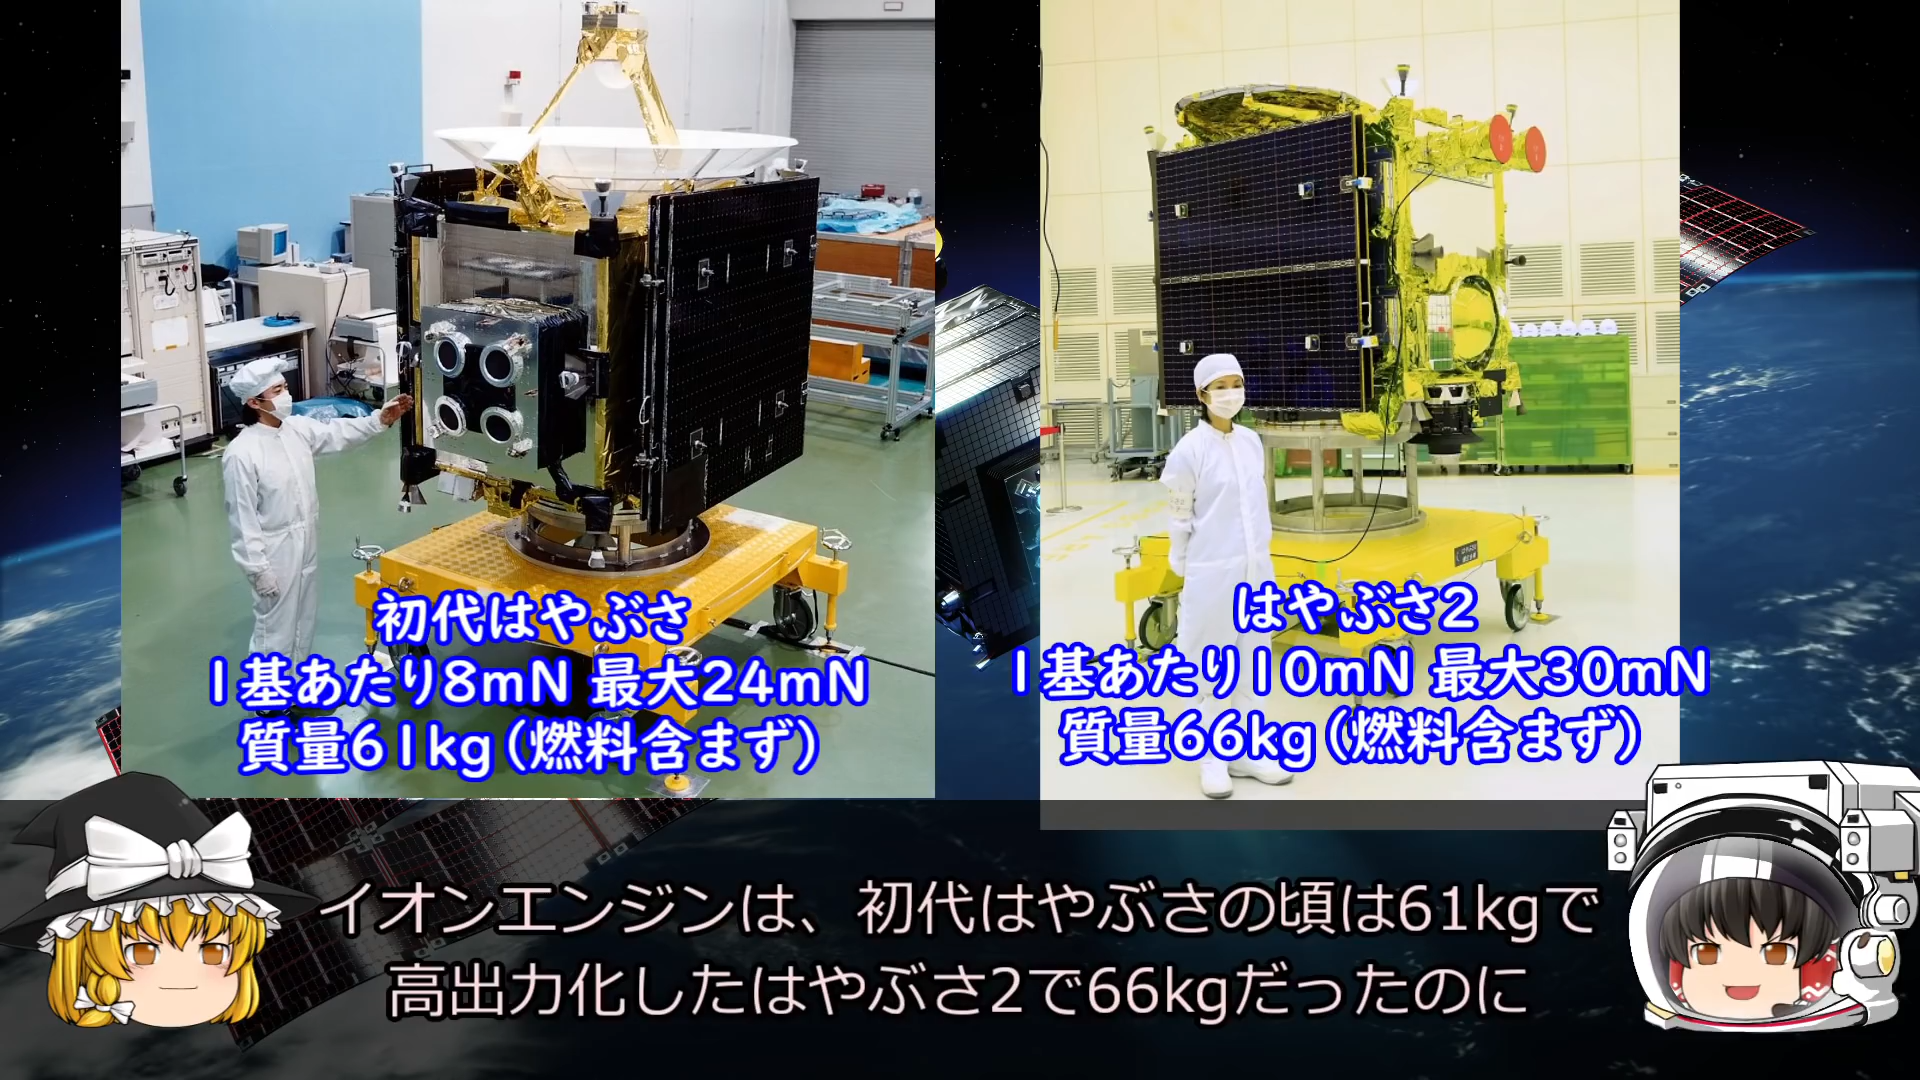 初代はやぶさ
1基あたり8mN 最大24mN
質量61kg（燃料含まず）
はやぶさ2
1基あたり10mN 最大30mN
質量66kg（燃料含まず）
イオンエンジンは、初代はやぶさの頃は61kgで
高出力化したはやぶさ2で66kgだったのに